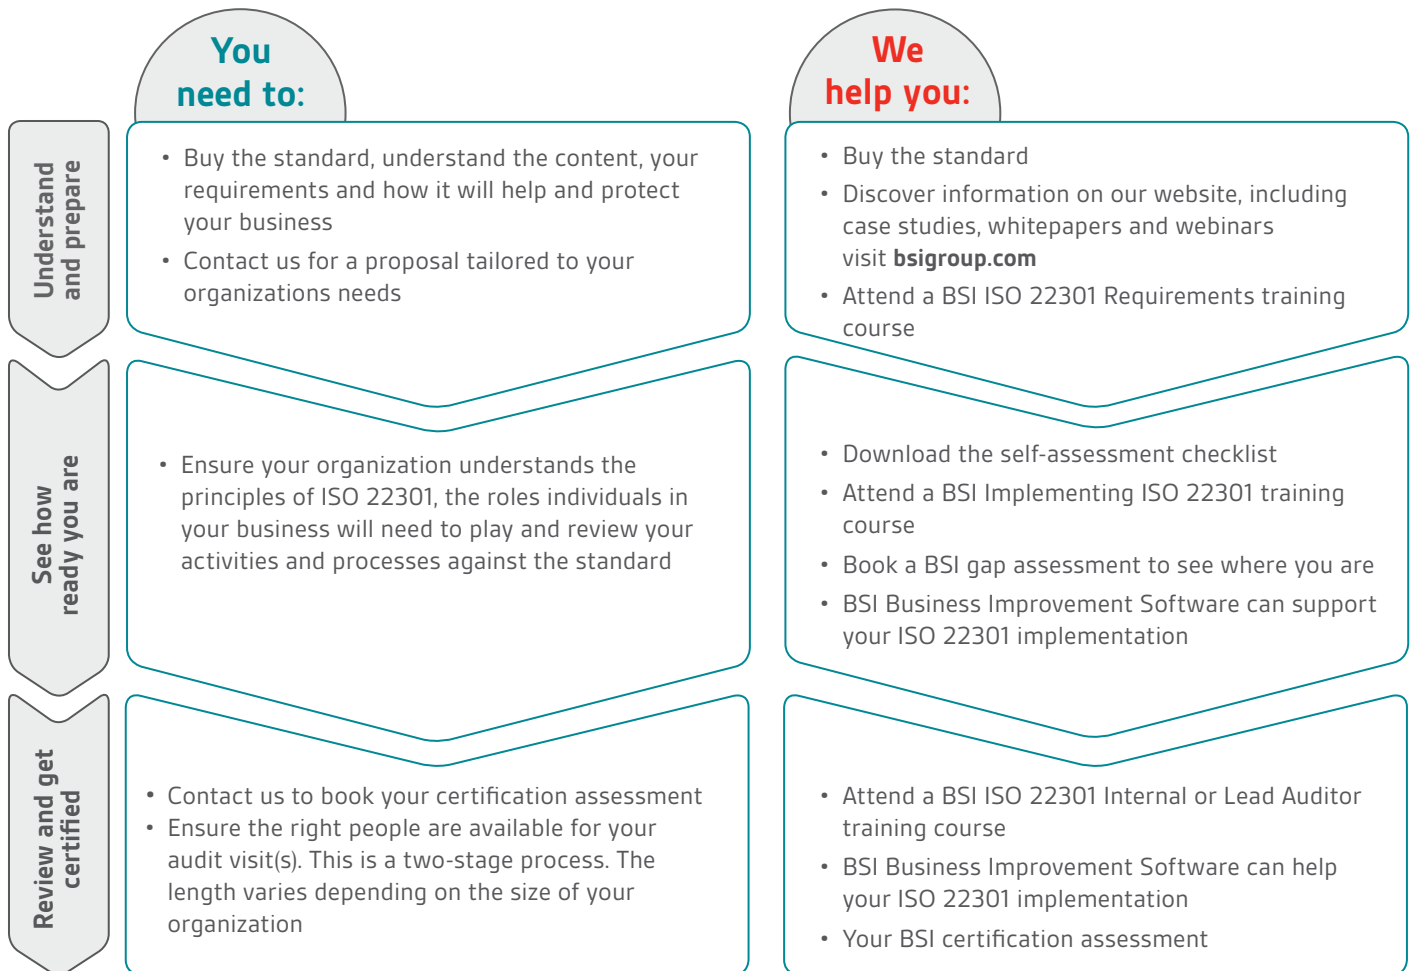 You
need to:
We
help you:
Understand
and prepare
• Buy the standard, understand the content, your
requirements and how it will help and protect
your business
• Contact us for a proposal tailored to your
organizations needs
• Buy the standard
• Discover information on our website, including
case studies, whitepapers and webinars
visit bsigroup.com
• Attend a BSI ISO 22301 Requirements training
course
See how
ready you are
• Ensure your organization understands the
principles of ISO 22301, the roles individuals in
your business will need to play and review your
activities and processes against the standard
• Download the self-assessment checklist
• Attend a BSI Implementing ISO 22301 training
course
• Book a BSI gap assessment to see where you are
• BSI Business Improvement Software can support
your ISO 22301 implementation
Review and get
certified
• Contact us to book your certification assessment
• Ensure the right people are available for your
audit visit(s). This is a two-stage process. The
length varies depending on the size of your
organization
• Attend a BSI ISO 22301 Internal or Lead Auditor
training course
• BSI Business Improvement Software can help
your ISO 22301 implementation
• Your BSI certification assessment